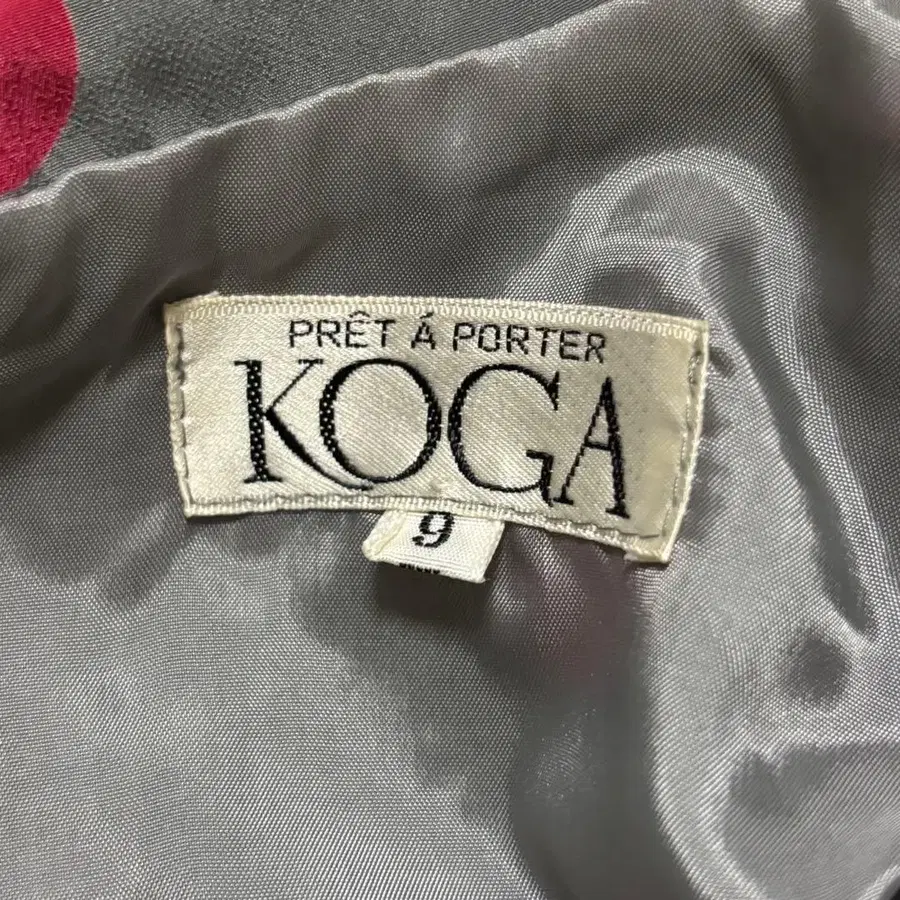 PRÊT Á PORTER
KOGA
9